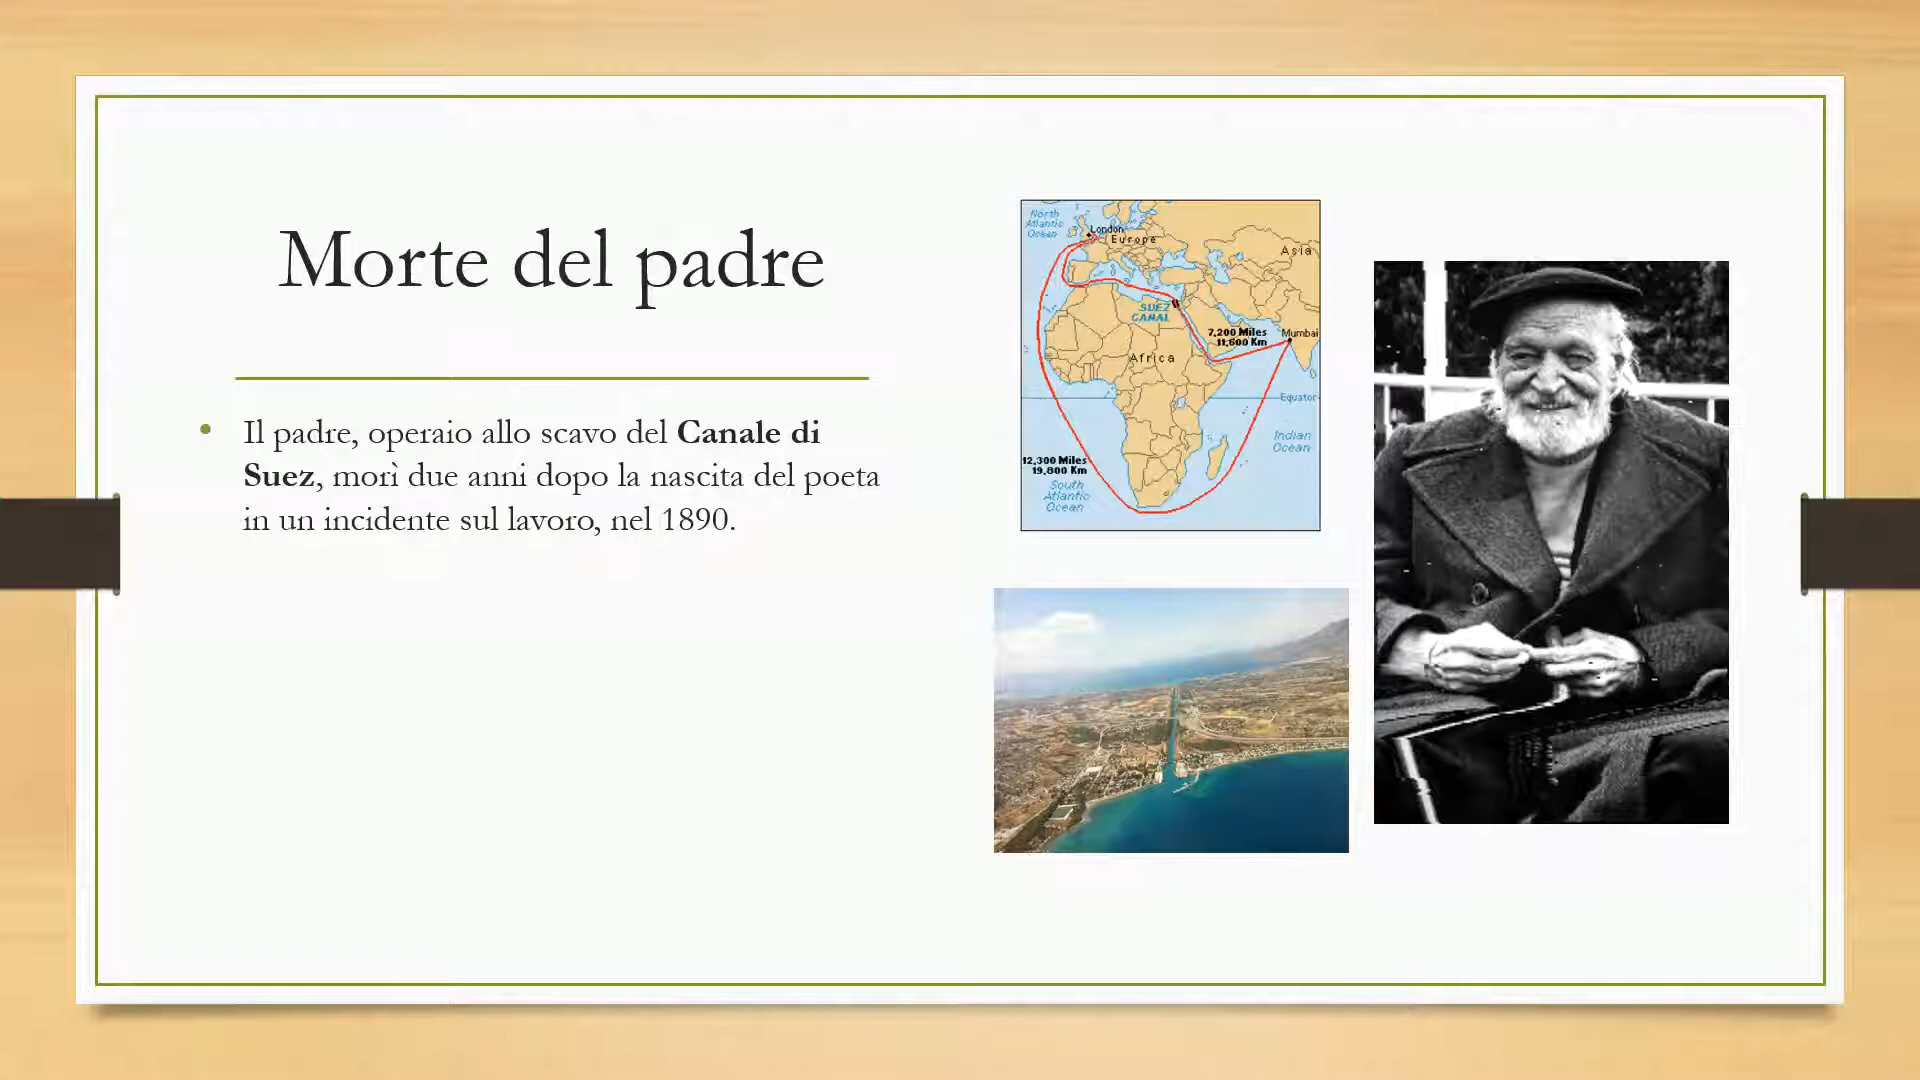 Morte del padre
• Il padre, operaio allo scavo del Canale di
Suez, morì due anni dopo la nascita del poeta
in un incidente sul lavoro, nel 1890.
North
Atlantic
Ocean
London
Europe
Asia
SUEZ
CANAL
7,200 Miles
11,600 Km
Mumbai
Africa
Equator
Indian
Ocean
12,300 Miles
19,800 Km
South
Atlantic
Ocean